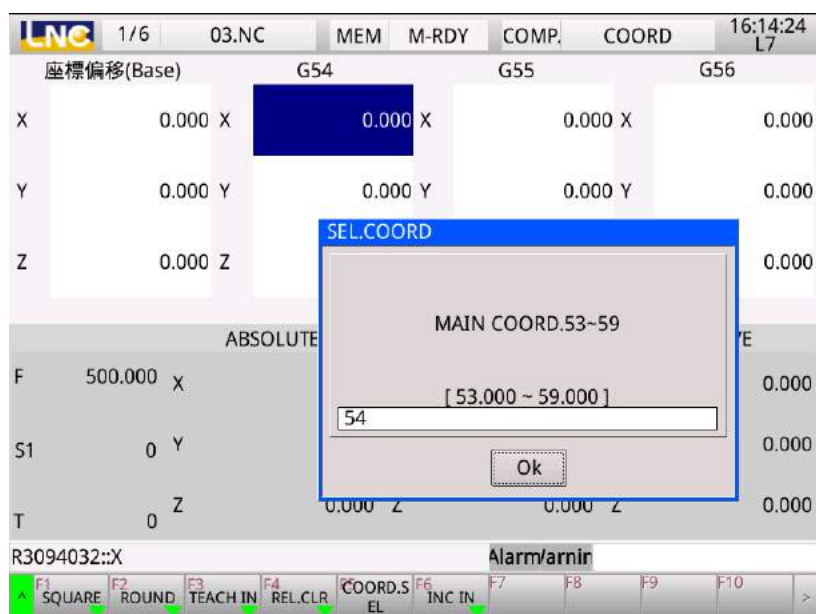 LNC 1/6 03.NC MEM M-RDY COMP. COORD 16:14:24
L7
座標偏移(Base) G54 G55 G56
X 0.000 X 0.000 X 0.000 X 0.000
Y 0.000 Y 0.000 Y 0.000 Y 0.000
SEL.COORD
Z 0.000 Z 0.000
MAIN COORD.53~59
ABSOLUTE
F 500.000 X 0.000
[ 53.000 ~ 59.000 ]
54
S1 0 Y 0.000
Ok
T 0 Z 0.000 Z 0.000 Z 0.000
R3094032::X Alarm/arnin
^ F1 SQUARE F2 ROUND F3 TEACH IN F4 REL.CLR COORD.S F6 INC IN F7 F8 F9 F10 >
EL